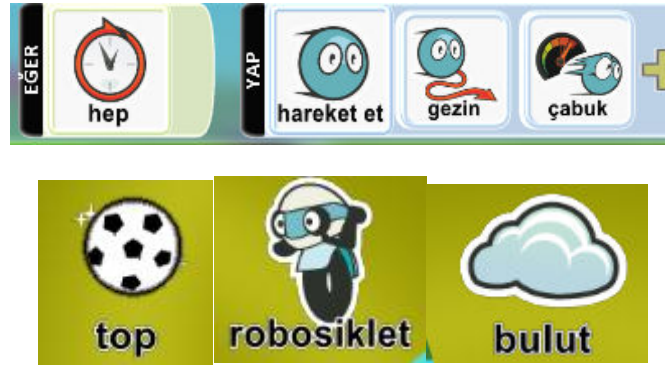 EĞER
hep
YAP
hareket et
gezin
çabuk
top
robosiklet
bulut